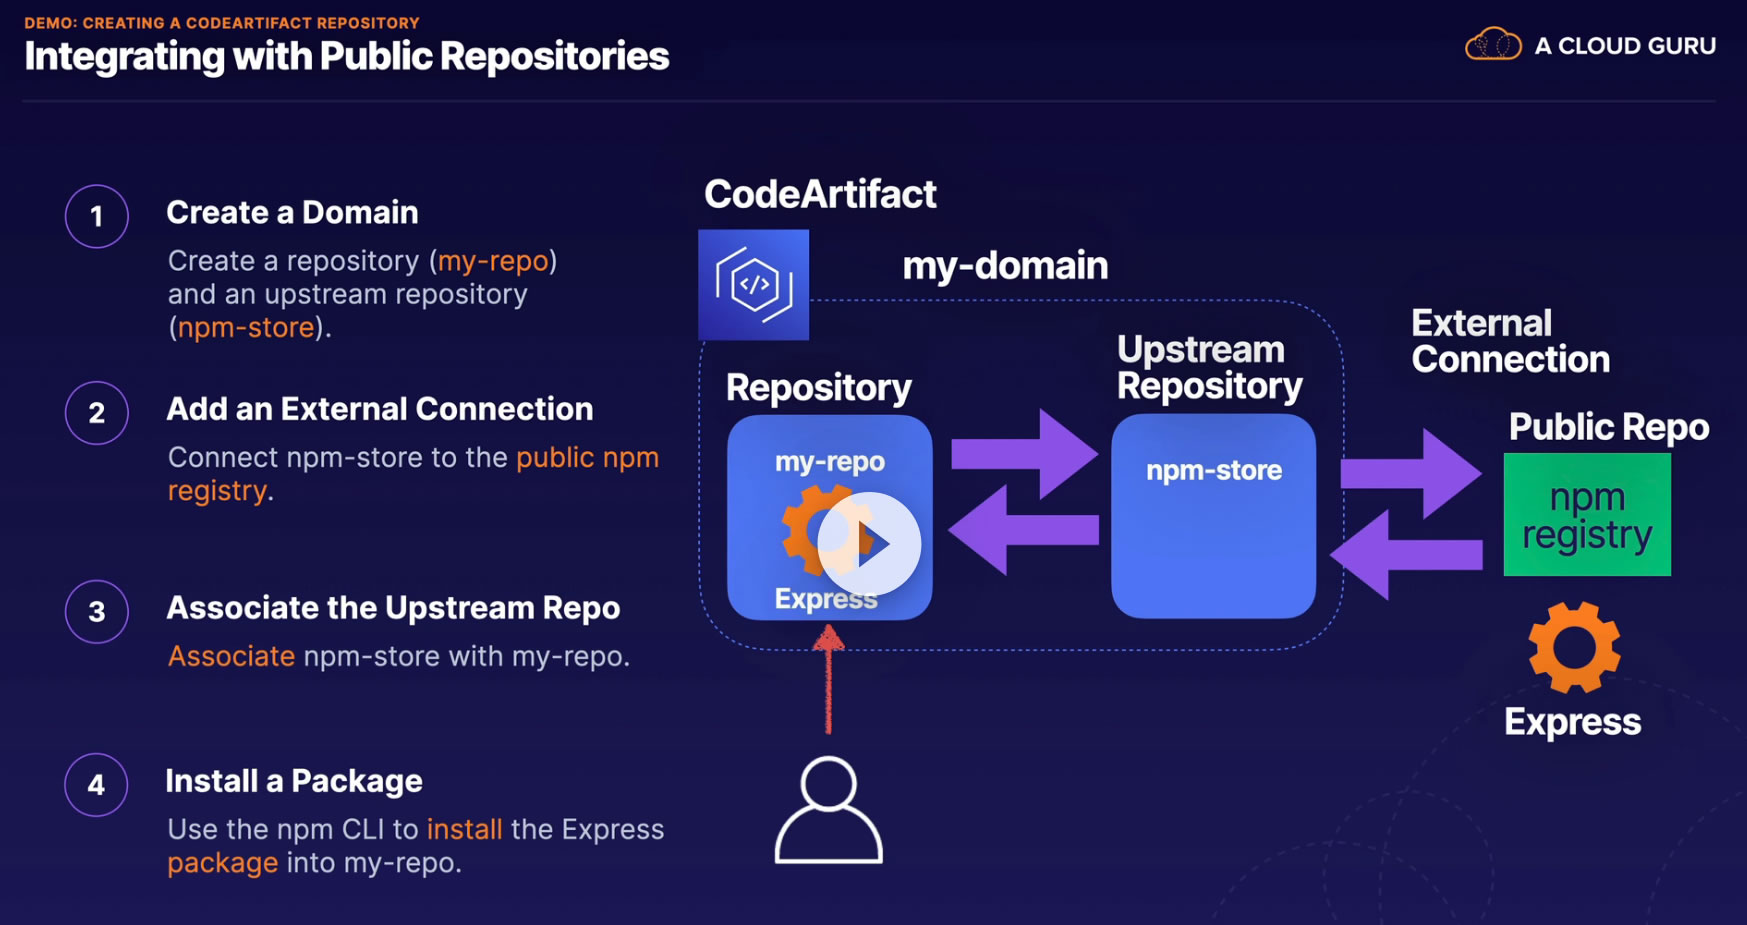 DEMO: CREATING A CODEARTIFACT REPOSITORY
Integrating with Public Repositories
A CLOUD GURU
1
Create a Domain
Create a repository (my-repo)
and an upstream repository
(npm-store).
2
Add an External Connection
Connect npm-store to the public npm
registry.
3
Associate the Upstream Repo
Associate npm-store with my-repo.
4
Install a Package
Use the npm CLI to install the Express
package into my-repo.
CodeArtifact
</>
my-domain
Repository
my-repo
Express
Upstream
Repository
npm-store
External
Connection
Public Repo
npm
registry
Express